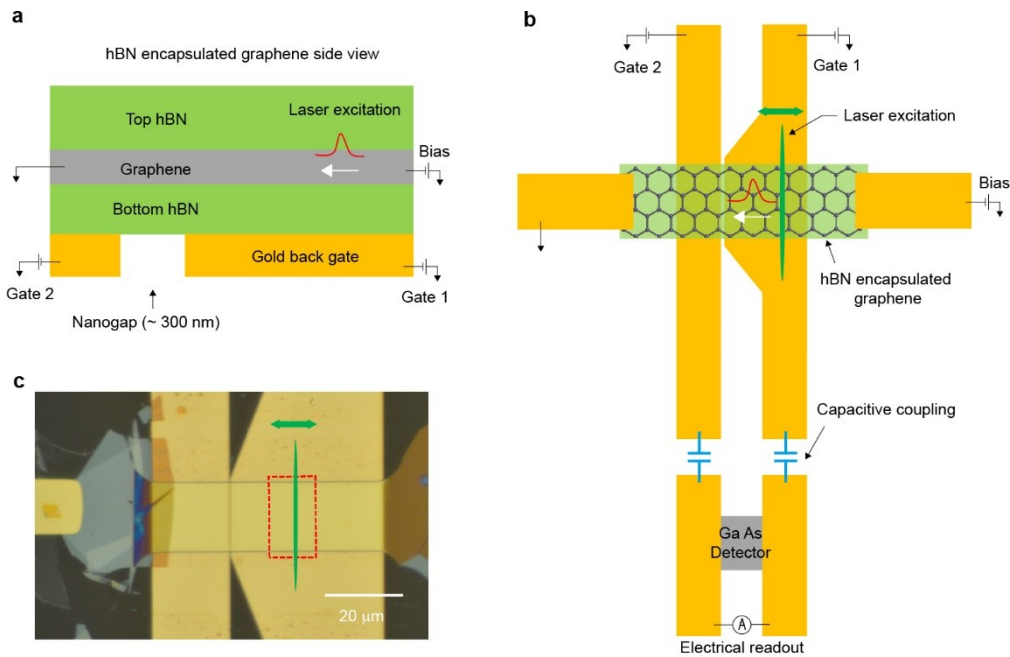 a
hBN encapsulated graphene side view
Top hBN
Laser excitation
Graphene
Bias
Bottom hBN
Gold back gate
Gate 2
Gate 1
Nanogap (~ 300 nm)
b
Gate 2
Gate 1
Laser excitation
Bias
hBN encapsulated
graphene
Capacitive coupling
Ga As
Detector
A
Electrical readout
c
20 μm